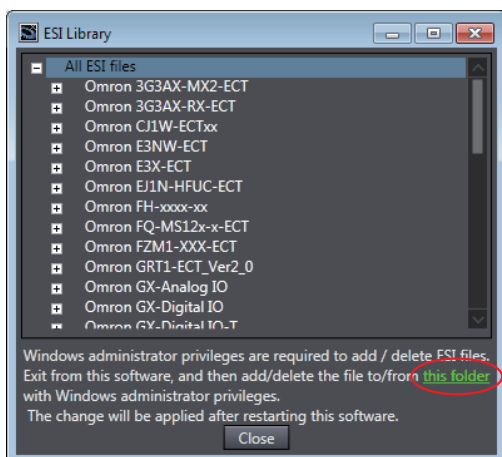 ESI Library
All ESI files
Omron 3G3AX-MX2-ECT
Omron 3G3AX-RX-ECT
Omron CJ1W-ECTxx
Omron E3NW-ECT
Omron E3X-ECT
Omron EJ1N-HFUC-ECT
Omron FH-xxxx-xx
Omron FQ-MS12x-x-ECT
Omron FZM1-XXX-ECT
Omron GRT1-ECT_Ver2_0
Omron GX-Analog IO
Omron GX-Digital IO
Omron GX-Digital IO-T
Windows administrator privileges are required to add / delete ESI files.
Exit from this software, and then add/delete the file to/from this folder
with Windows administrator privileges.
The change will be applied after restarting this software.
Close